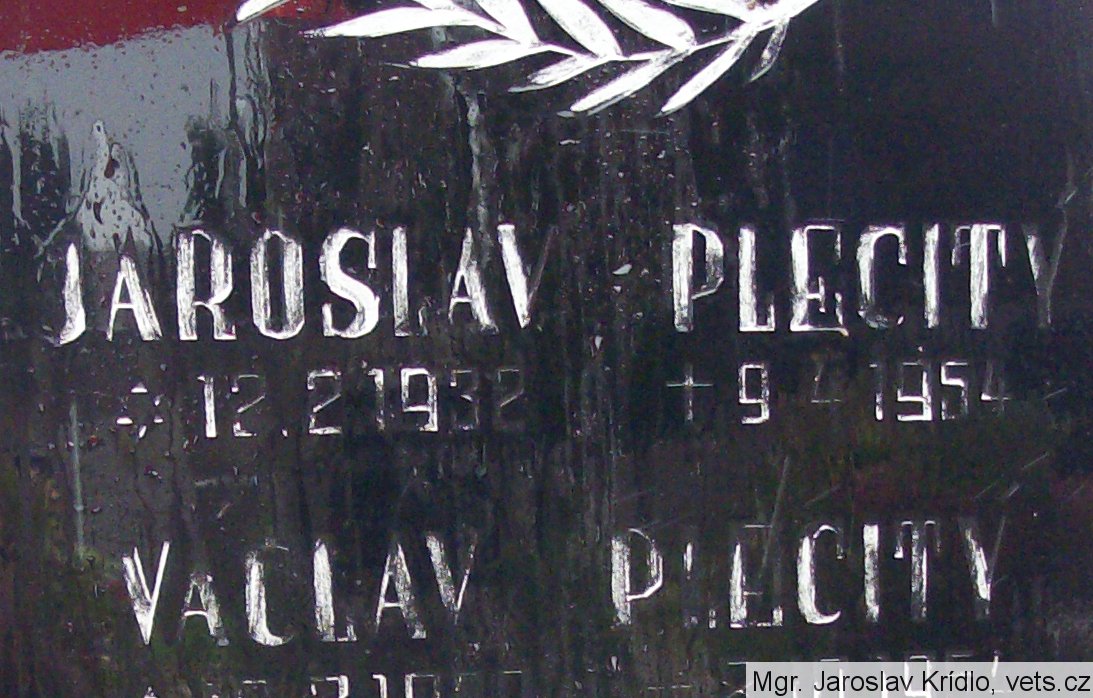 JAROSLAV PLECITY
☆ 12.2.1932 + 9 4 1954
VACLAV PLECITY
Mgr. Jaroslav Krídlo, vets.cz